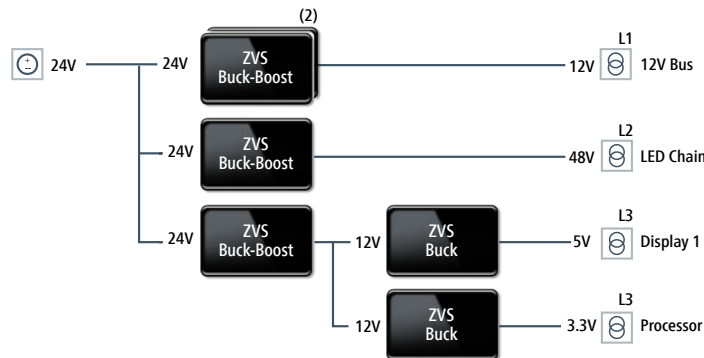 (2)
24V
24V
ZVS
Buck-Boost
12V
L1
12V Bus
24V
ZVS
Buck-Boost
48V
L2
LED Chain
24V
ZVS
Buck-Boost
12V
ZVS
Buck
5V
L3
Display 1
12V
ZVS
Buck
3.3V
L3
Processor